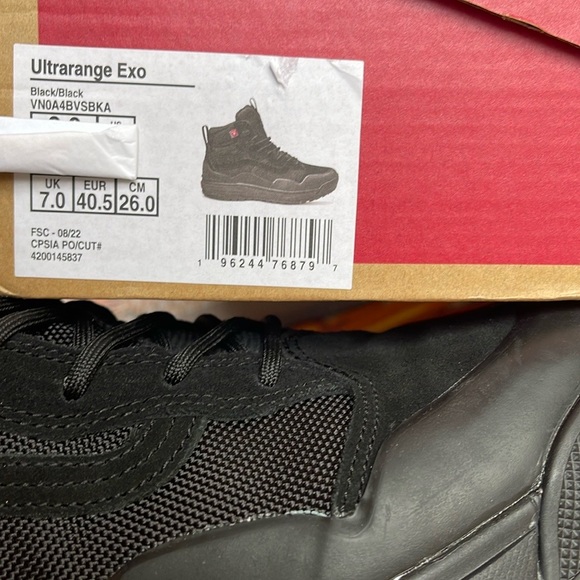 Ultrarange Exo
Black/Black
VN0A4BVSBKA
UK EUR CM
7.0 40.5 26.0
FSC - 08/22
CPSIA PO/CUT#
4200145837
1 96244 76879 7